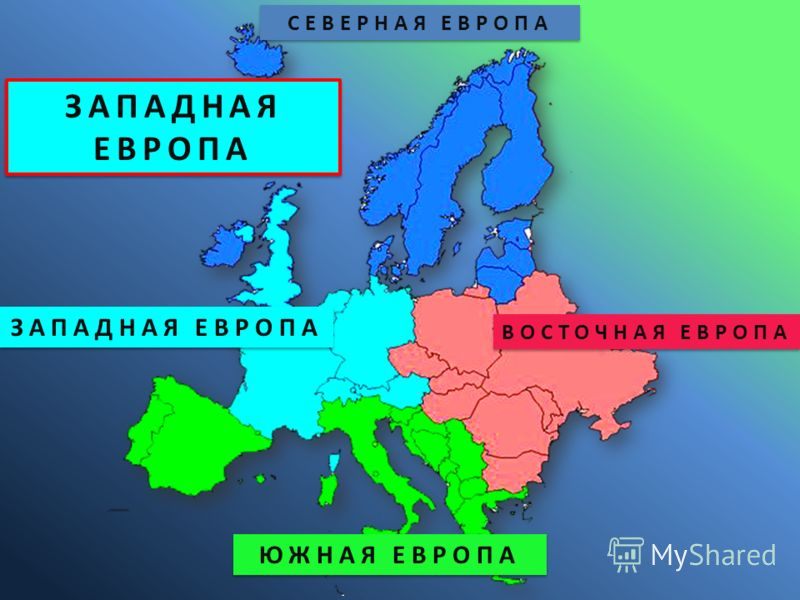 СЕВЕРНАЯ ЕВРОПА
ЗАПАДНАЯ
ЕВРОПА
ЗАПАДНАЯ ЕВРОПА
ВОСТОЧНАЯ ЕВРОПА
ЮЖНАЯ ЕВРОПА
MyShared